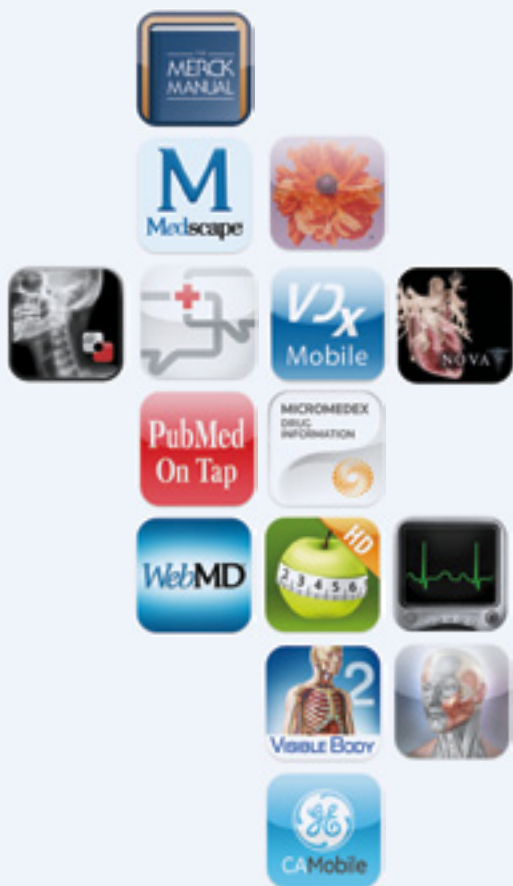 THE
MERCK
MANUAL
M
Medscape
VDx
Mobile
NOVA
PubMed
On Tap
MICROMEDEX
DRUG
INFORMATION
WebMD
HD
2 3 4 5 6
2
VISIBLE BODY
GE
CAMobile